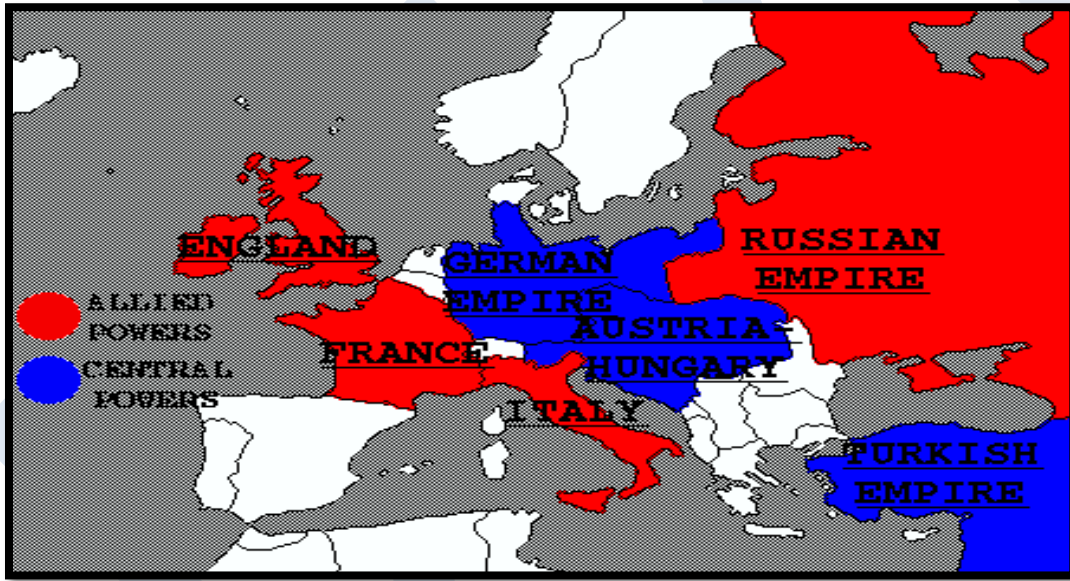 ENGLAND
GERMAN
EMPIRE
RUSSIAN
EMPIRE
ALLIED
POWERS
CENTRAL
POWERS
FRANCE
AUSTRIA-
HUNGARY
ITALY
TURKISH
EMPIRE